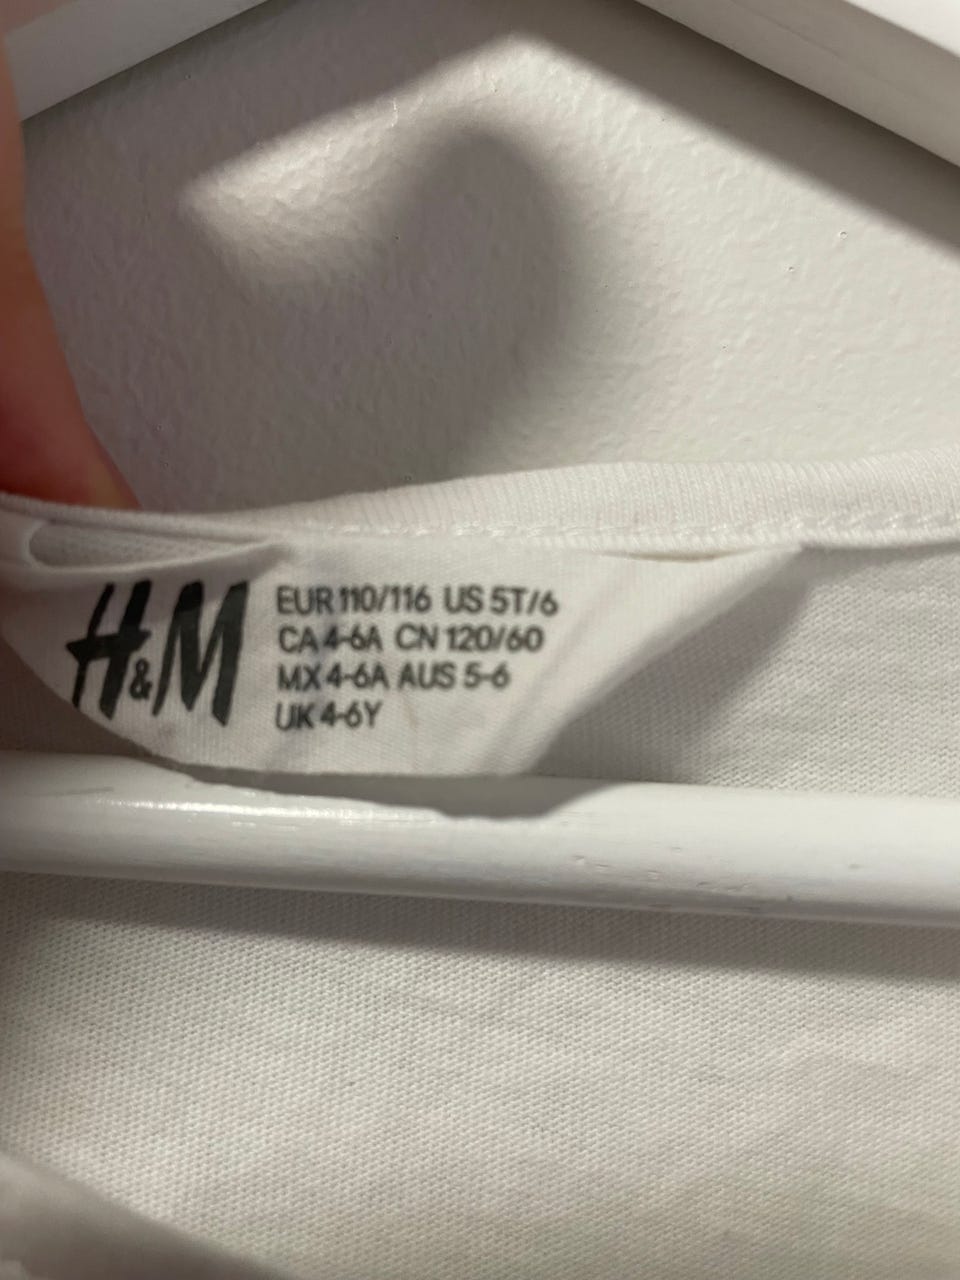 H&M
EUR 110/116 US 5T/6
CA 4-6A CN 120/60
MX 4-6A AUS 5-6
UK 4-6Y